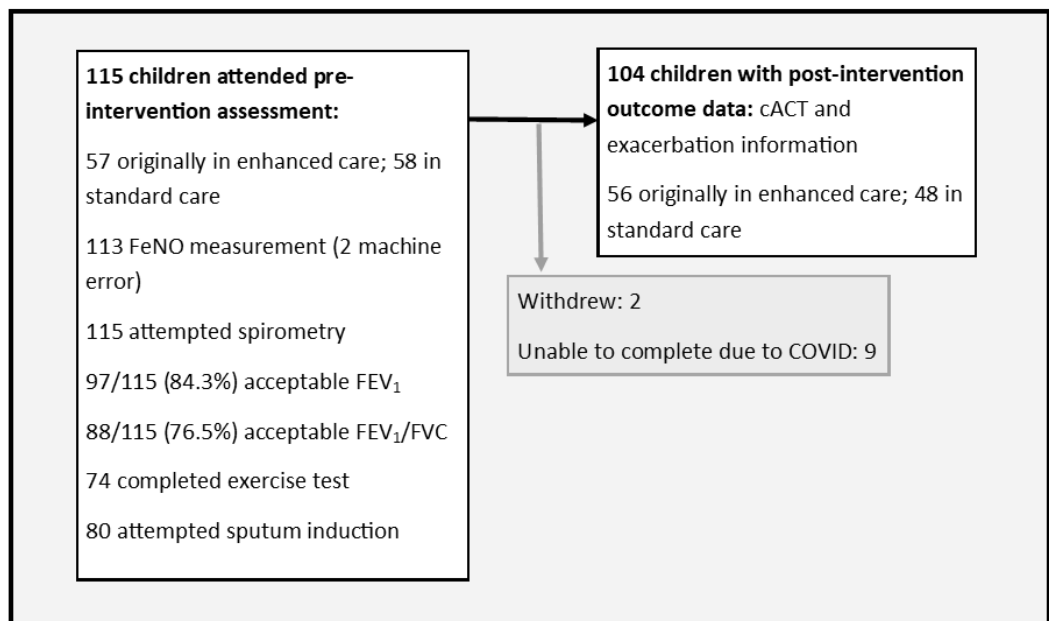 115 children attended pre-
intervention assessment:
57 originally in enhanced care; 58 in
standard care
113 FeNO measurement (2 machine
error)
115 attempted spirometry
97/115 (84.3%) acceptable FEV₁
88/115 (76.5%) acceptable FEV₁/FVC
74 completed exercise test
80 attempted sputum induction
104 children with post-intervention
outcome data: cACT and
exacerbation information
56 originally in enhanced care; 48 in
standard care
Withdrew: 2
Unable to complete due to COVID: 9